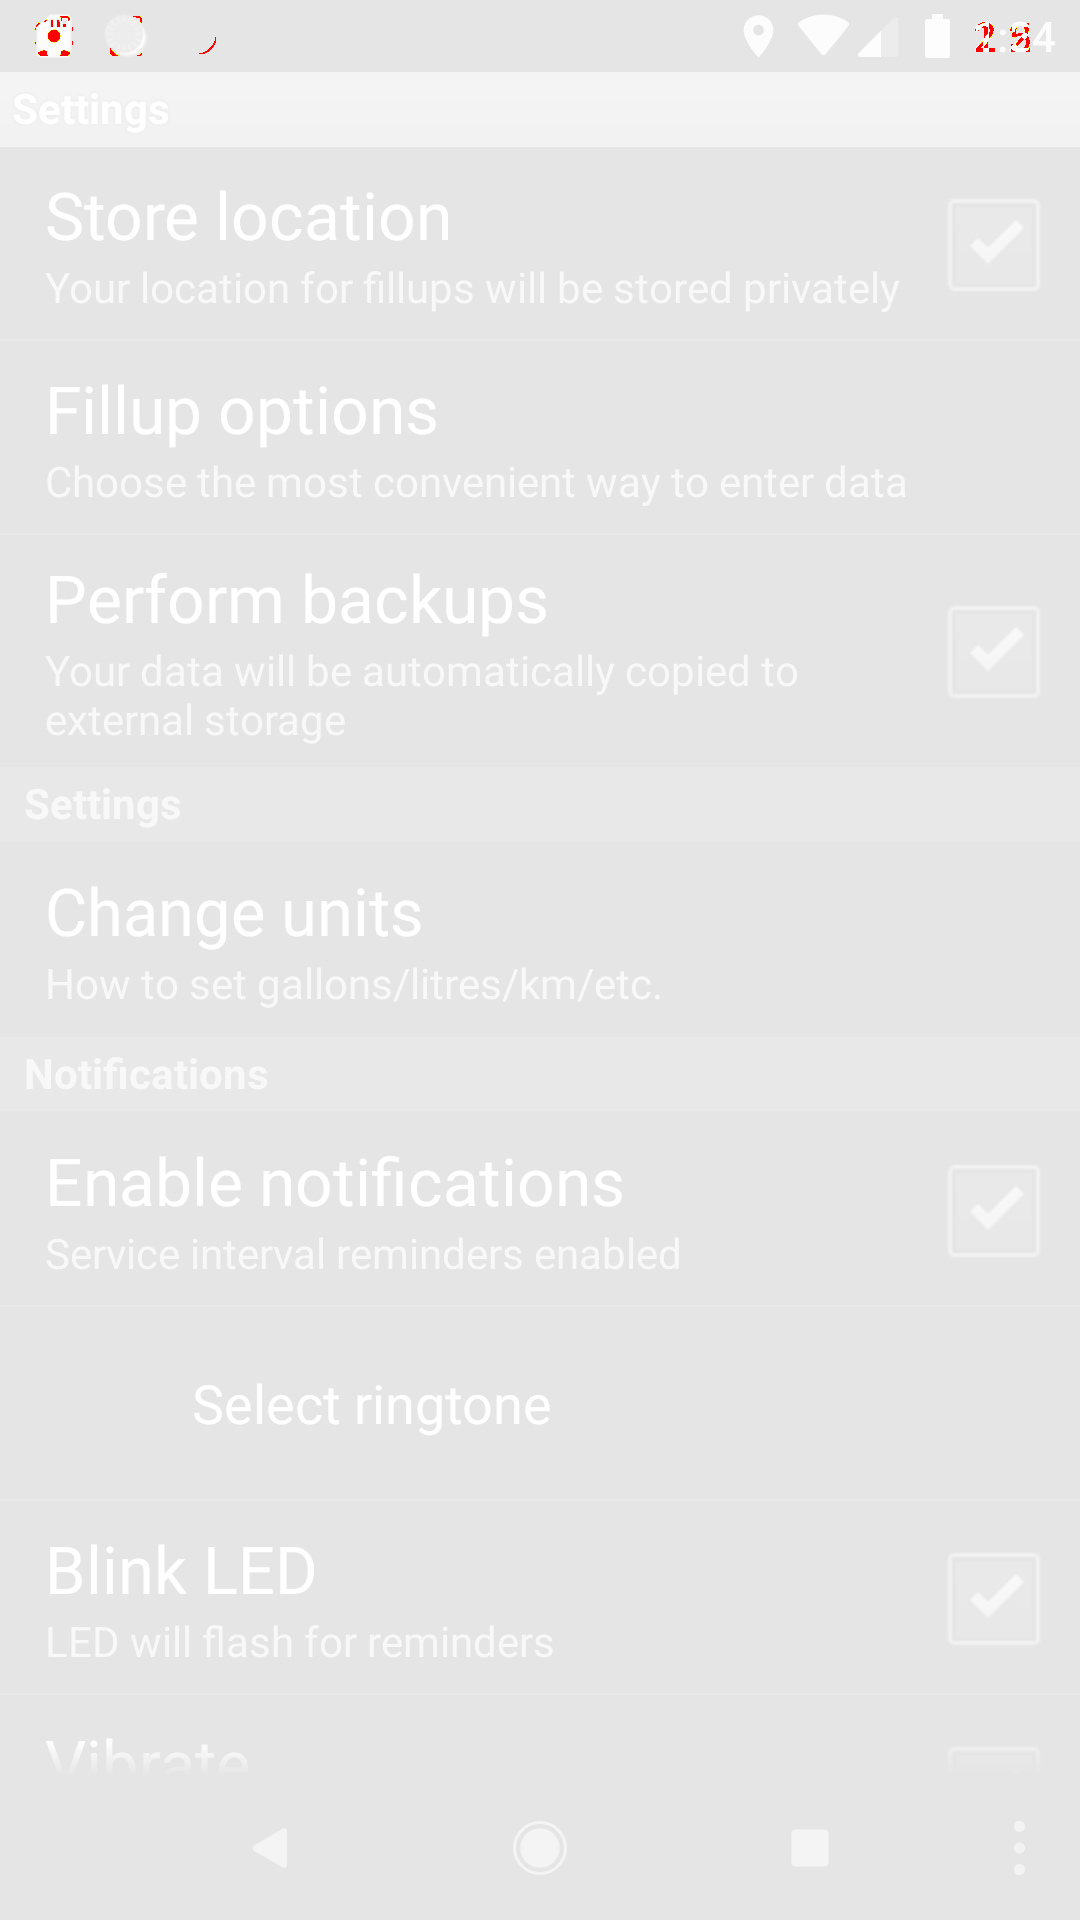 Settings
Store location
Your location for fillups will be stored privately
Fillup options
Choose the most convenient way to enter data
Perform backups
Your data will be automatically copied to
external storage
Settings
Change units
How to set gallons/litres/km/etc.
Notifications
Enable notifications
Service interval reminders enabled
Select ringtone
Blink LED
LED will flash for reminders
Vibrate